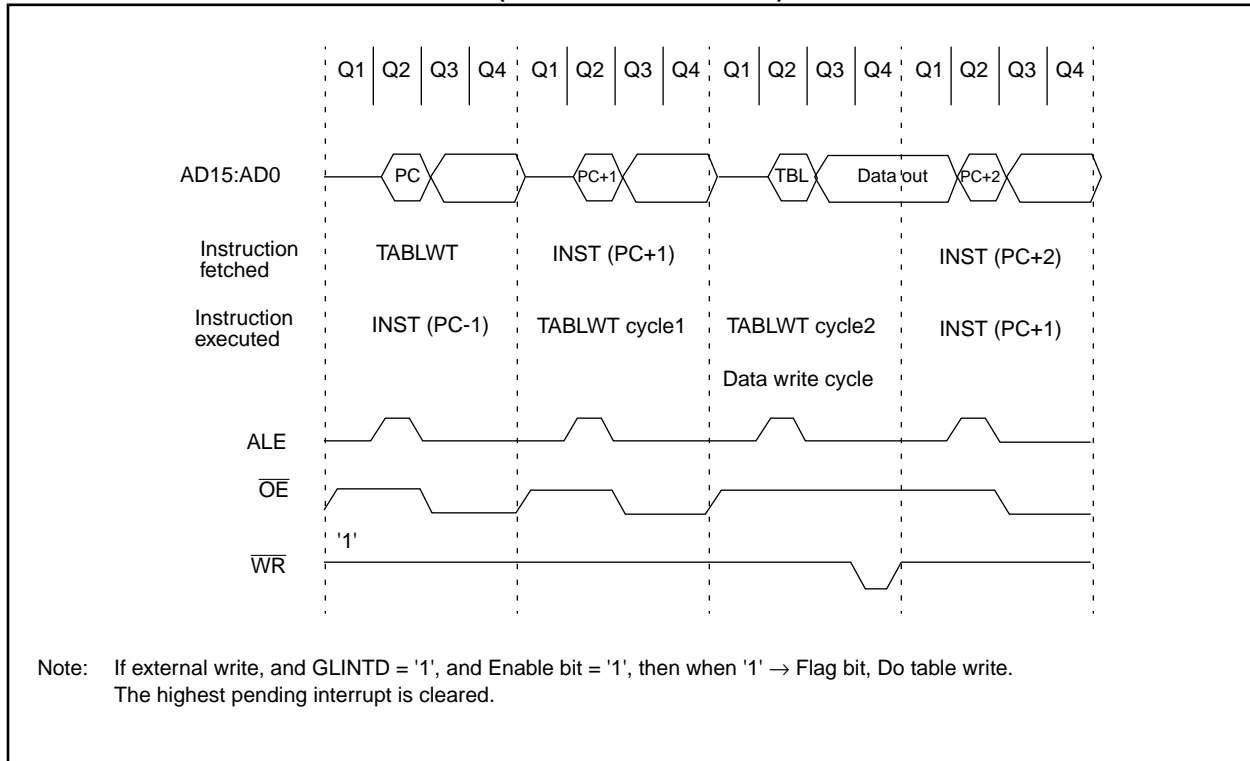 Q1 Q2 Q3 Q4 Q1 Q2 Q3 Q4 Q1 Q2 Q3 Q4 Q1 Q2 Q3 Q4
AD15:AD0 PC PC+1 TBL Data out PC+2
Instruction fetched TABLWT INST (PC+1) INST (PC+2)
Instruction executed INST (PC-1) TABLWT cycle1 TABLWT cycle2 INST (PC+1)
Data write cycle
ALE
OE
'1'
WR
Note: If external write, and GLINTD = '1', and Enable bit = '1', then when '1' → Flag bit, Do table write.
The highest pending interrupt is cleared.